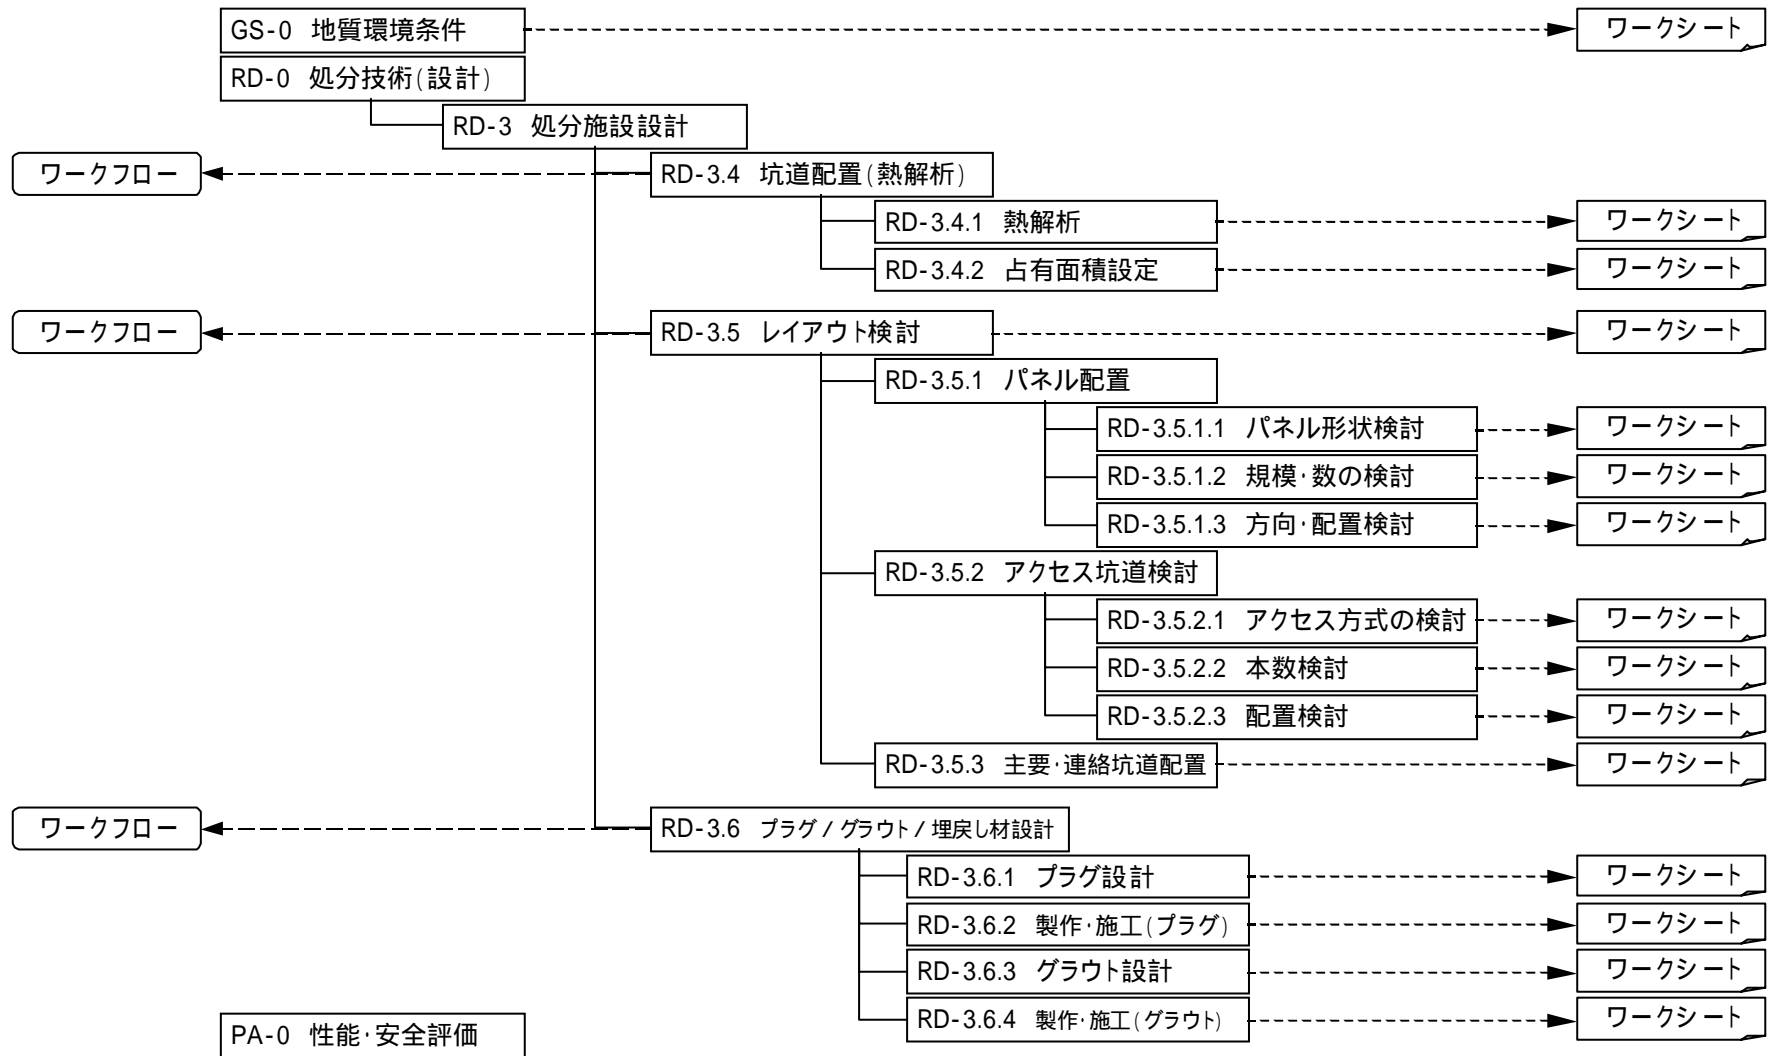 GS-0 地質環境条件
ワークシート
RD-0 処分技術(設計)
RD-3 処分施設設計
ワークフロー
RD-3.4 坑道配置(熱解析)
RD-3.4.1 熱解析
ワークシート
RD-3.4.2 占有面積設定
ワークシート
ワークフロー
RD-3.5 レイアウト検討
ワークシート
RD-3.5.1 パネル配置
RD-3.5.1.1 パネル形状検討
ワークシート
RD-3.5.1.2 規模・数の検討
ワークシート
RD-3.5.1.3 方向・配置検討
ワークシート
RD-3.5.2 アクセス坑道検討
RD-3.5.2.1 アクセス方式の検討
ワークシート
RD-3.5.2.2 本数検討
ワークシート
RD-3.5.2.3 配置検討
ワークシート
RD-3.5.3 主要・連絡坑道配置
ワークシート
ワークフロー
RD-3.6 プラグ/グラウト/埋戻し材設計
RD-3.6.1 プラグ設計
ワークシート
RD-3.6.2 製作・施工(プラグ)
ワークシート
RD-3.6.3 グラウト設計
ワークシート
RD-3.6.4 製作・施工(グラウト)
ワークシート
PA-0 性能・安全評価